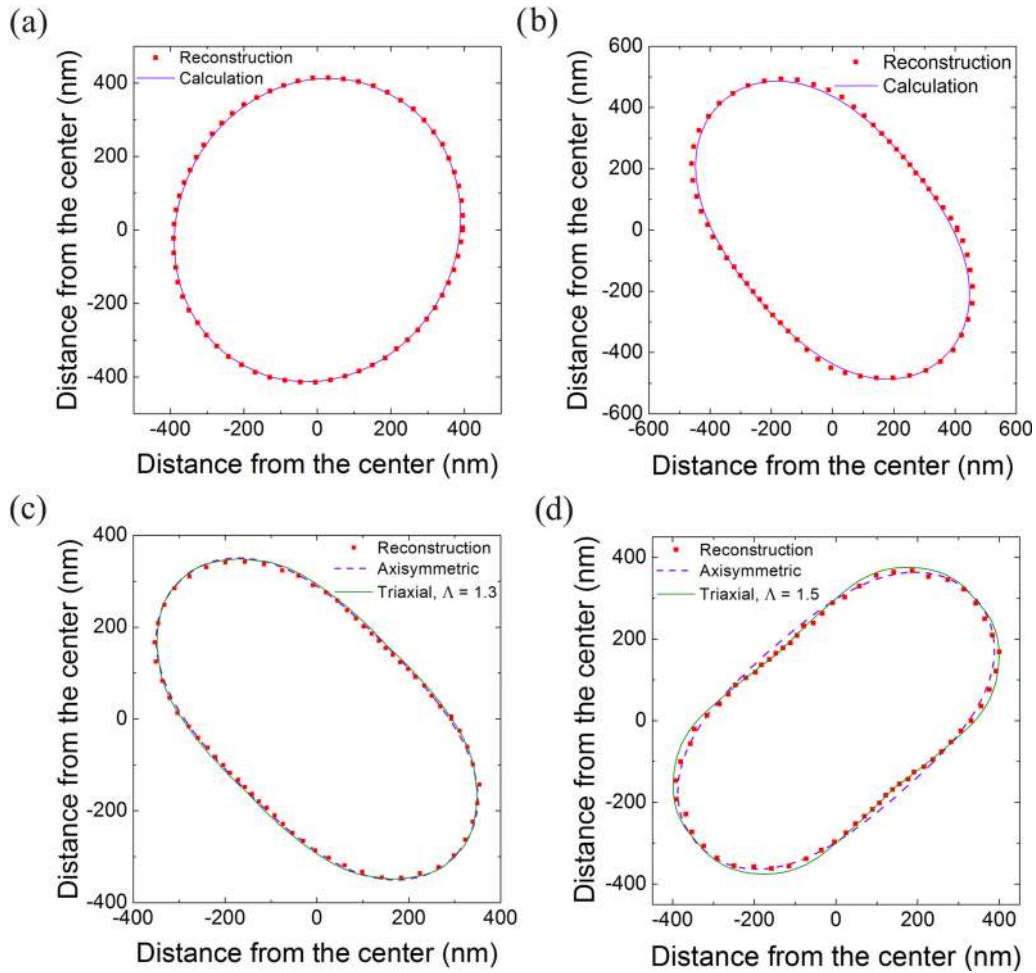 (a)
Reconstruction
Calculation
Distance from the center (nm)
400
200
0
-200
-400
-400 -200 0 200 400
Distance from the center (nm)
(b)
Reconstruction
Calculation
Distance from the center (nm)
600
400
200
0
-200
-400
-600
-600 -400 -200 0 200 400 600
Distance from the center (nm)
(c)
Reconstruction
Axisymmetric
Triaxial, Λ = 1.3
Distance from the center (nm)
400
200
0
-200
-400
-400 -200 0 200 400
Distance from the center (nm)
(d)
Reconstruction
Axisymmetric
Triaxial, Λ = 1.5
Distance from the center (nm)
400
200
0
-200
-400
-400 -200 0 200 400
Distance from the center (nm)